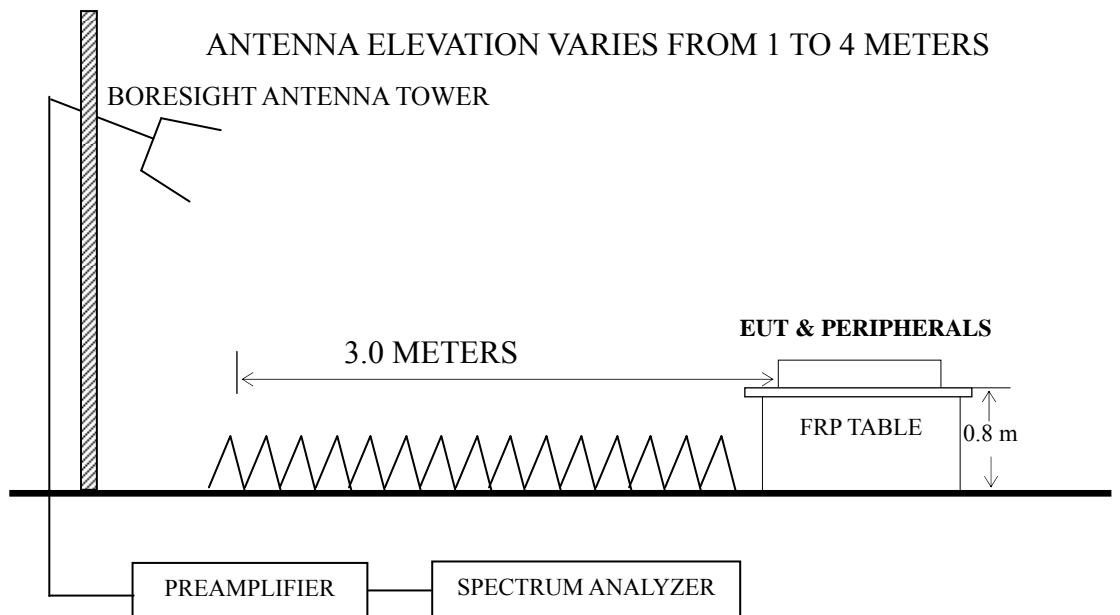 ANTENNA ELEVATION VARIES FROM 1 TO 4 METERS
BORESIGHT ANTENNA TOWER
EUT & PERIPHERALS
3.0 METERS
FRP TABLE
0.8 m
PREAMPLIFIER
SPECTRUM ANALYZER